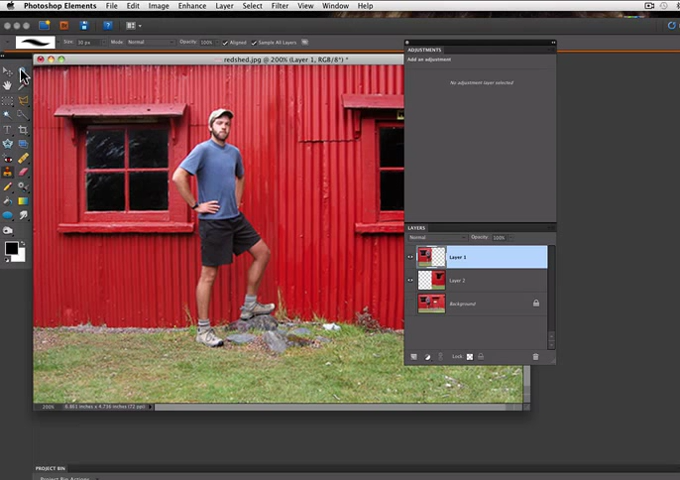 Photoshop Elements File Edit Image Enhance Layer Select Filter View Window Help
Size: 30 px Mode: Normal Opacity: 100% Aligned Sample All Layers
redshed.jpg @ 200% (Layer 1, RGB/8*) *
ADJUSTMENTS
Add an adjustment
No adjustment layer selected
LAYERS
Normal Opacity: 100%
Layer 1
Layer 2
Background
Lock:
200% 6.861 inches x 4.736 inches (72 ppi)
PROJECT BIN